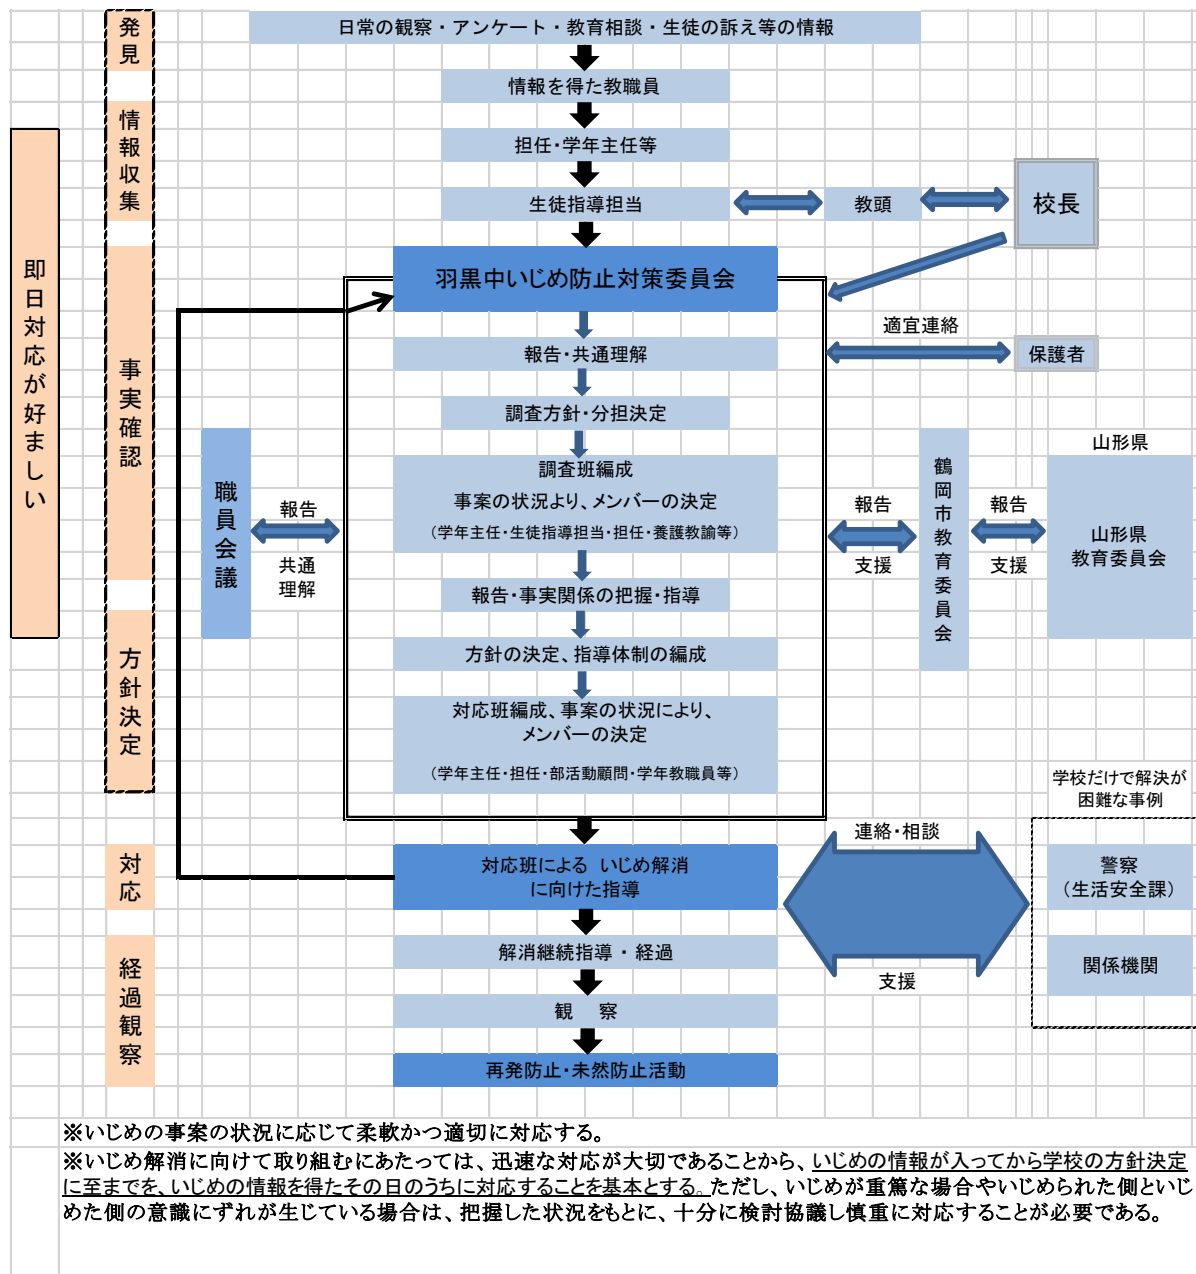 発見
日常の観察・アンケート・教育相談・生徒の訴え等の情報
情報を得た教職員
情報収集
担任・学年主任等
生徒指導担当
教頭
校長
即日対応が好ましい
事実確認
羽黒中いじめ防止対策委員会
適宜連絡
報告・共通理解
保護者
調査方針・分担決定
職員会議
報告
共通
理解
調査班編成
事案の状況より、メンバーの決定
(学年主任・生徒指導担当・担任・養護教諭等)
報告
支援
鶴岡市教育委員会
報告
支援
山形県
山形県
教育委員会
報告・事実関係の把握・指導
方針決定
方針の決定、指導体制の編成
対応班編成、事案の状況により、
メンバーの決定
(学年主任・担任・部活動顧問・学年教職員等)
学校だけで解決が
困難な事例
対応
対応班による いじめ解消
に向けた指導
連絡・相談
支援
警察
(生活安全課)
関係機関
経過観察
解消継続指導 ・ 経過
観 察
再発防止・未然防止活動
※いじめの事案の状況に応じて柔軟かつ適切に対応する。
※いじめ解消に向けて取り組むにあたっては、迅速な対応が大切であることから、いじめの情報が入ってから学校の方針決定
に至までを、いじめの情報を得たその日のうちに対応することを基本とする。ただし、いじめが重篤な場合やいじめられた側といじ
めた側の意識にずれが生じている場合は、把握した状況をもとに、十分に検討協議し慎重に対応することが必要である。